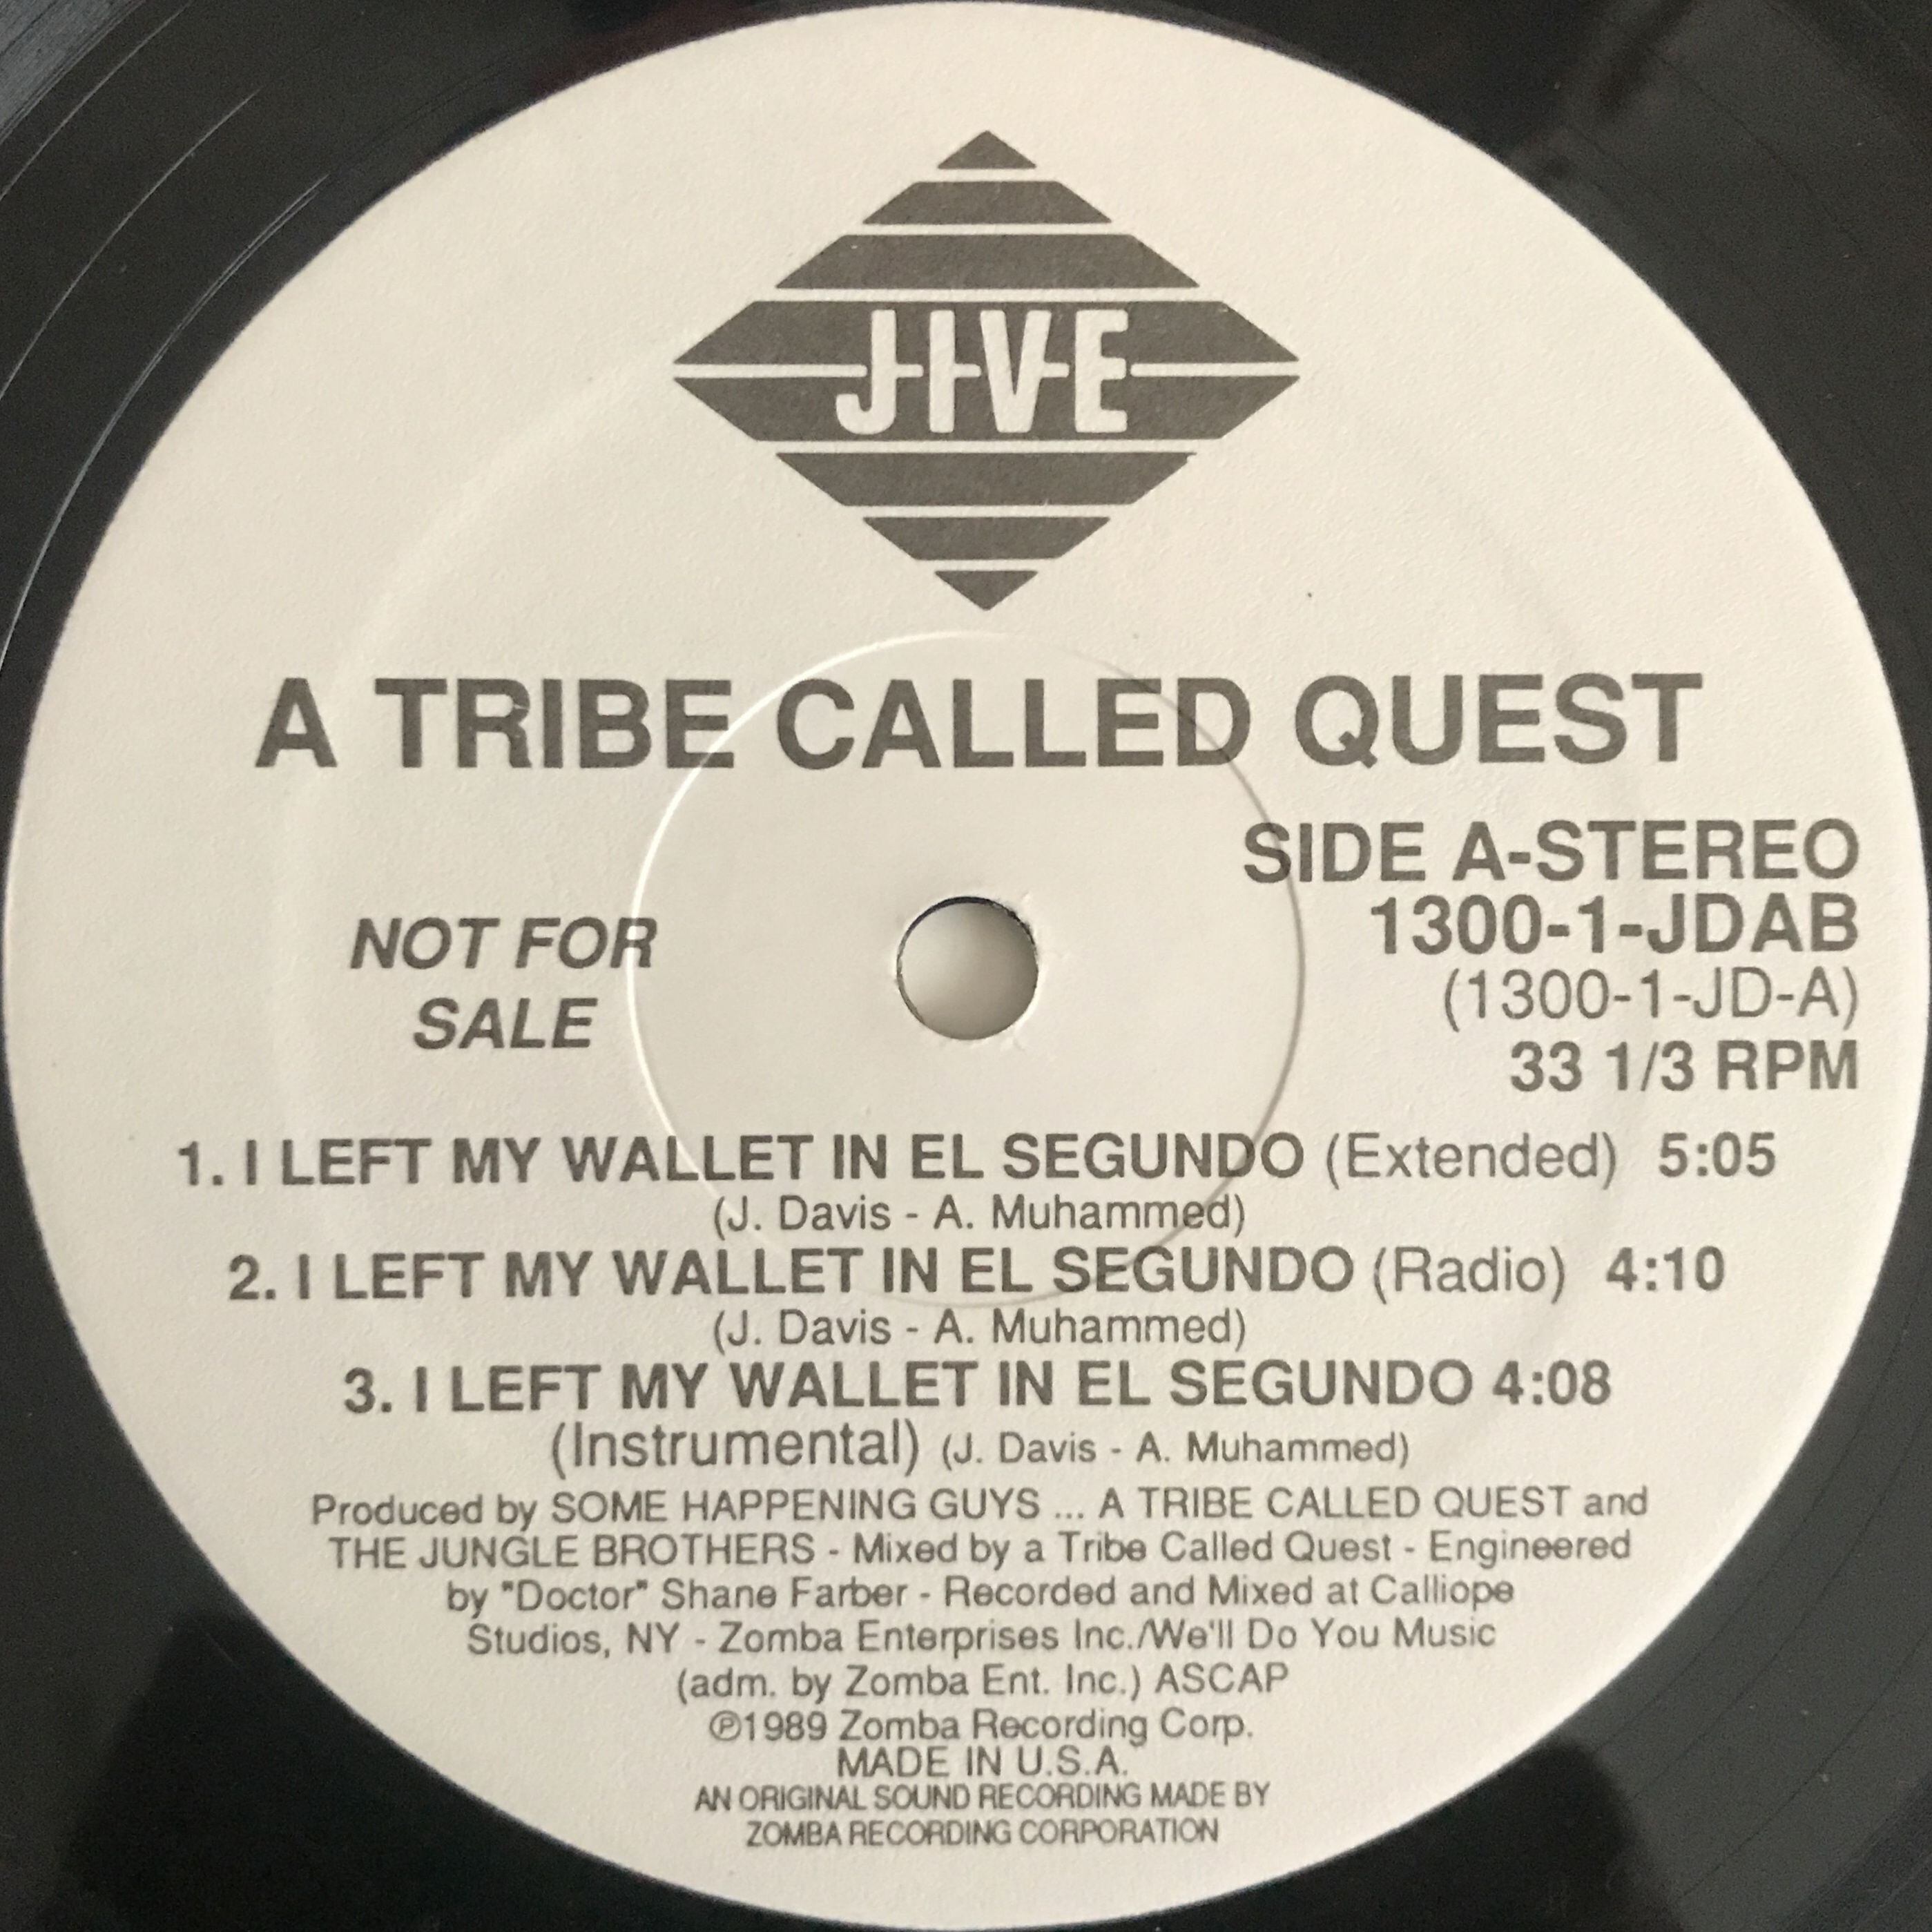 JIVE
A TRIBE CALLED QUEST
SIDE A-STEREO
1300-1-JDAB
(1300-1-JD-A)
33 1/3 RPM
NOT FOR
SALE
1. I LEFT MY WALLET IN EL SEGUNDO (Extended) 5:05
(J. Davis - A. Muhammed)
2. I LEFT MY WALLET IN EL SEGUNDO (Radio) 4:10
(J. Davis - A. Muhammed)
3. I LEFT MY WALLET IN EL SEGUNDO 4:08
(Instrumental) (J. Davis - A. Muhammed)
Produced by SOME HAPPENING GUYS ... A TRIBE CALLED QUEST and
THE JUNGLE BROTHERS - Mixed by a Tribe Called Quest - Engineered
by "Doctor" Shane Farber - Recorded and Mixed at Calliope
Studios, NY - Zomba Enterprises Inc./We'll Do You Music
(adm. by Zomba Ent. Inc.) ASCAP
℗1989 Zomba Recording Corp.
MADE IN U.S.A.
AN ORIGINAL SOUND RECORDING MADE BY
ZOMBA RECORDING CORPORATION